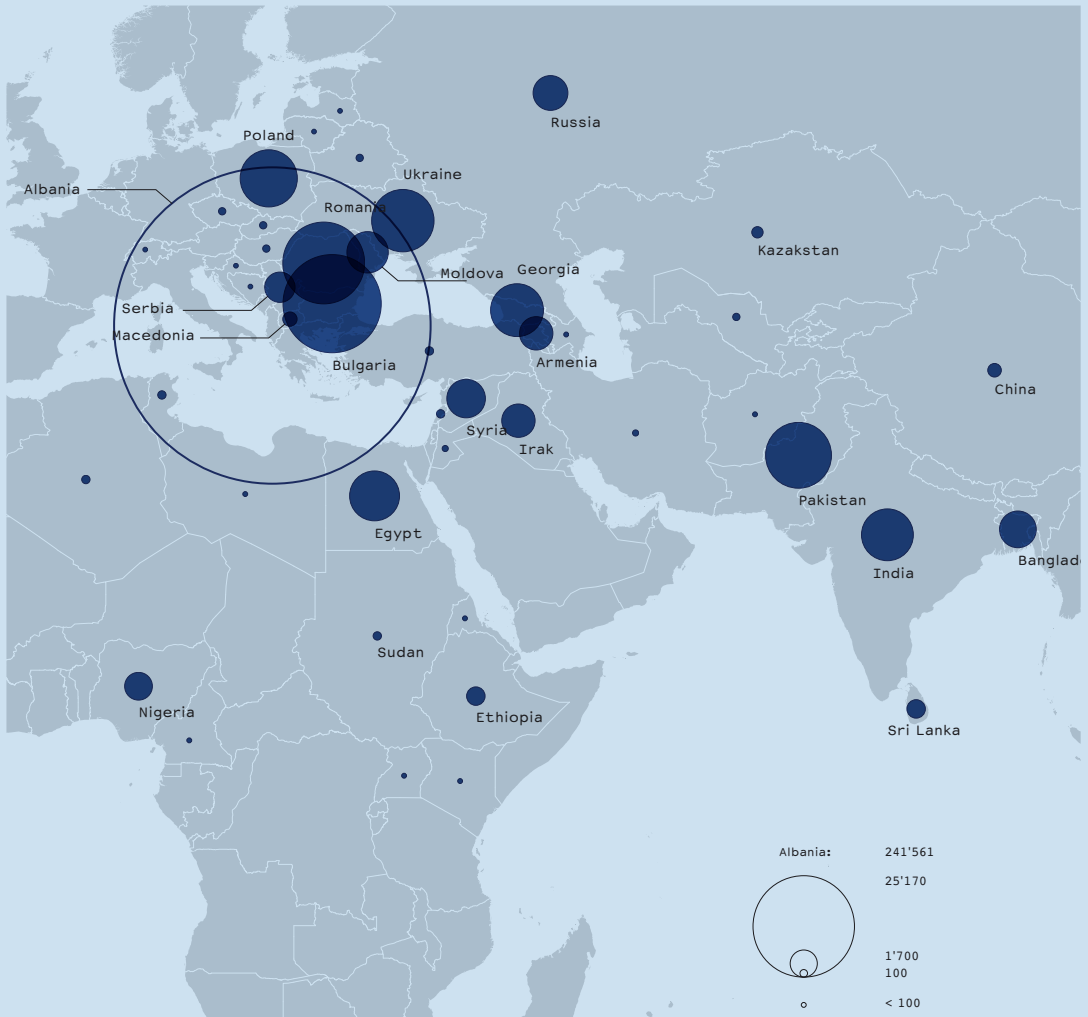 Russia
Poland
Ukraine
Albania
Romania
Kazakstan
Moldova
Georgia
Serbia
Macedonia
Bulgaria
Armenia
China
Syria
Irak
Pakistan
Egypt
Banglad
India
Sudan
Nigeria
Ethiopia
Sri Lanka
Albania: 241'561
25'170
1'700
100
< 100